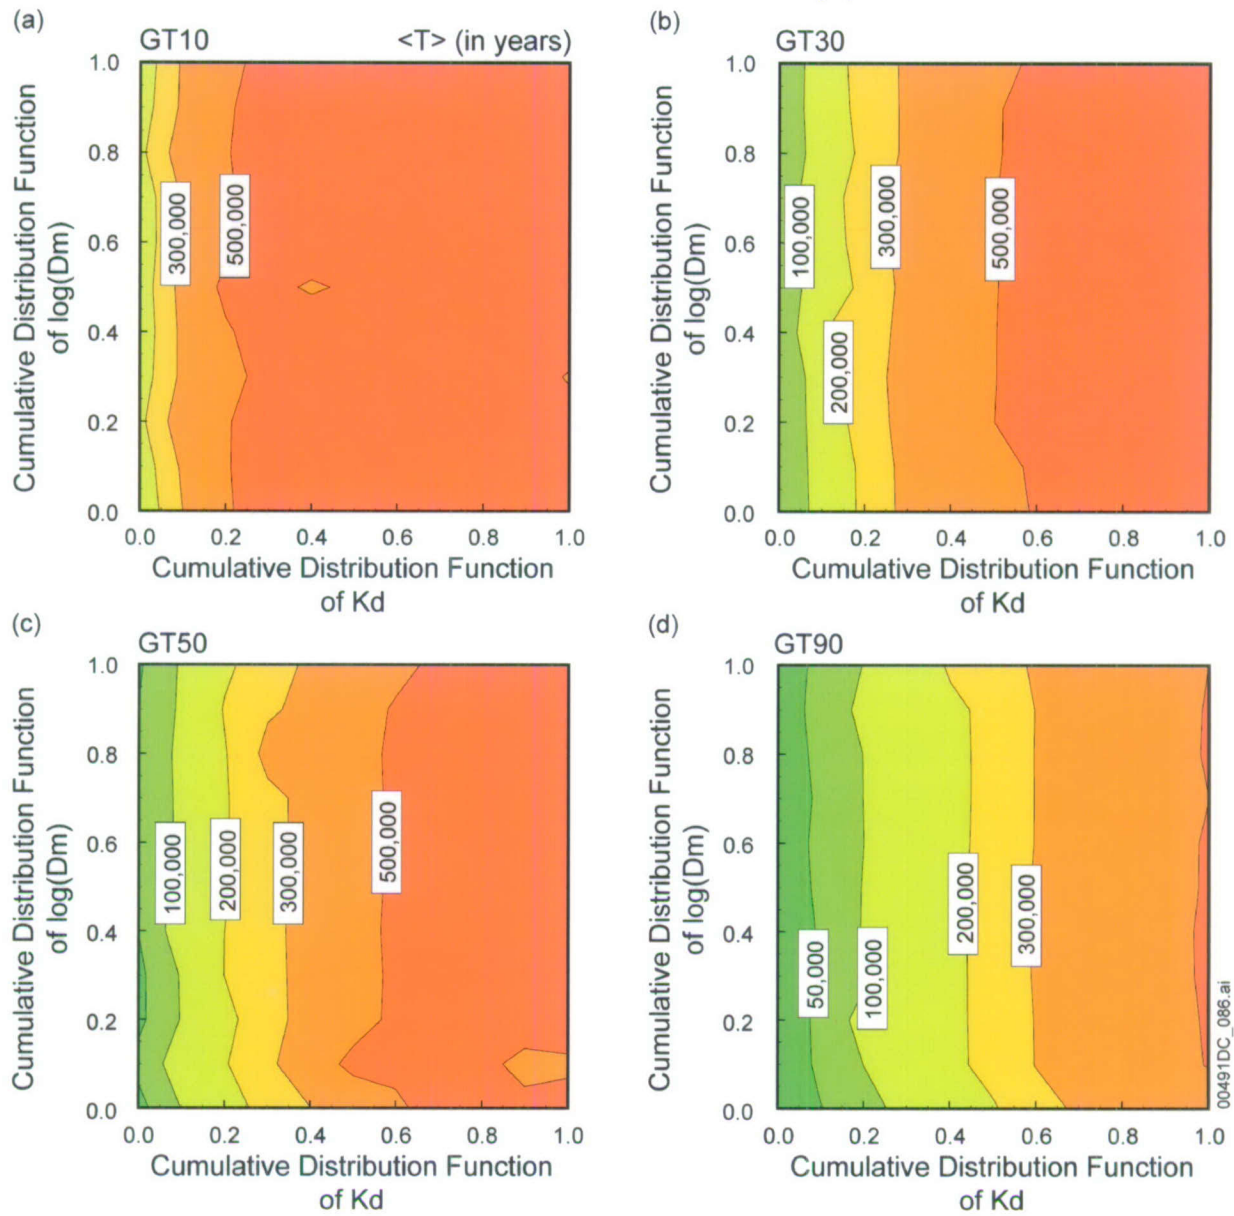 (a)
GT10 <T> (in years)
Cumulative Distribution Function
of log(Dm)
1.0
0.8
0.6
0.4
0.2
0.0
300,000
500,000
0.0 0.2 0.4 0.6 0.8 1.0
Cumulative Distribution Function
of Kd
(b)
GT30
Cumulative Distribution Function
of log(Dm)
1.0
0.8
0.6
0.4
0.2
0.0
100,000
200,000
300,000
500,000
0.0 0.2 0.4 0.6 0.8 1.0
Cumulative Distribution Function
of Kd
(c)
GT50
Cumulative Distribution Function
of log(Dm)
1.0
0.8
0.6
0.4
0.2
0.0
100,000
200,000
300,000
500,000
0.0 0.2 0.4 0.6 0.8 1.0
Cumulative Distribution Function
of Kd
(d)
GT90
Cumulative Distribution Function
of log(Dm)
1.0
0.8
0.6
0.4
0.2
0.0
50,000
100,000
200,000
300,000
0.0 0.2 0.4 0.6 0.8 1.0
Cumulative Distribution Function
of Kd
00491DC_086.ai